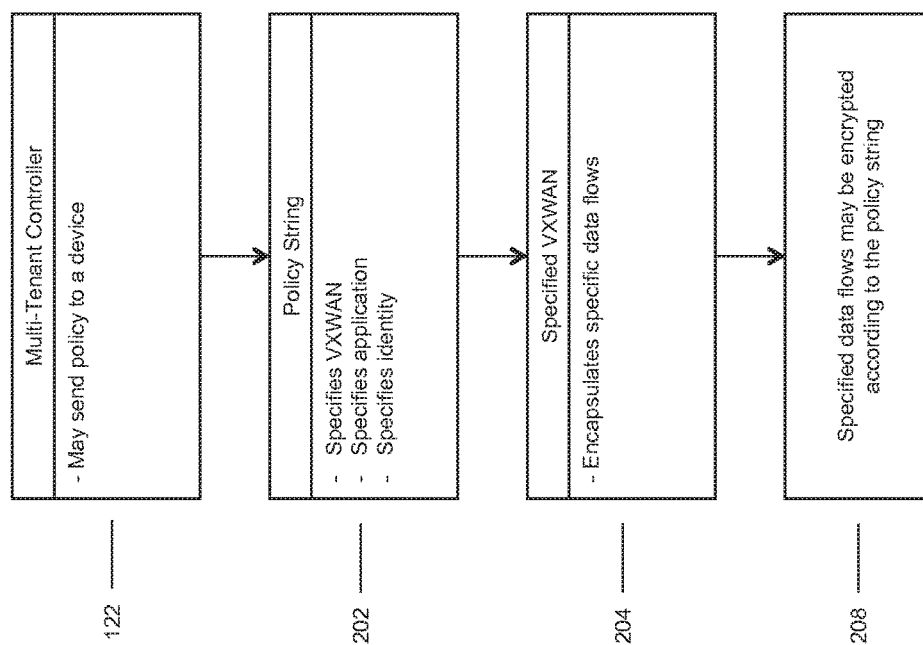 Multi-Tenant Controller
- May send policy to a device
122
Policy String
- Specifies VXWAN
- Specifies application
- Specifies identity
202
Specified VXWAN
- Encapsulates specific data flows
204
Specified data flows may be encrypted
according to the policy string
208